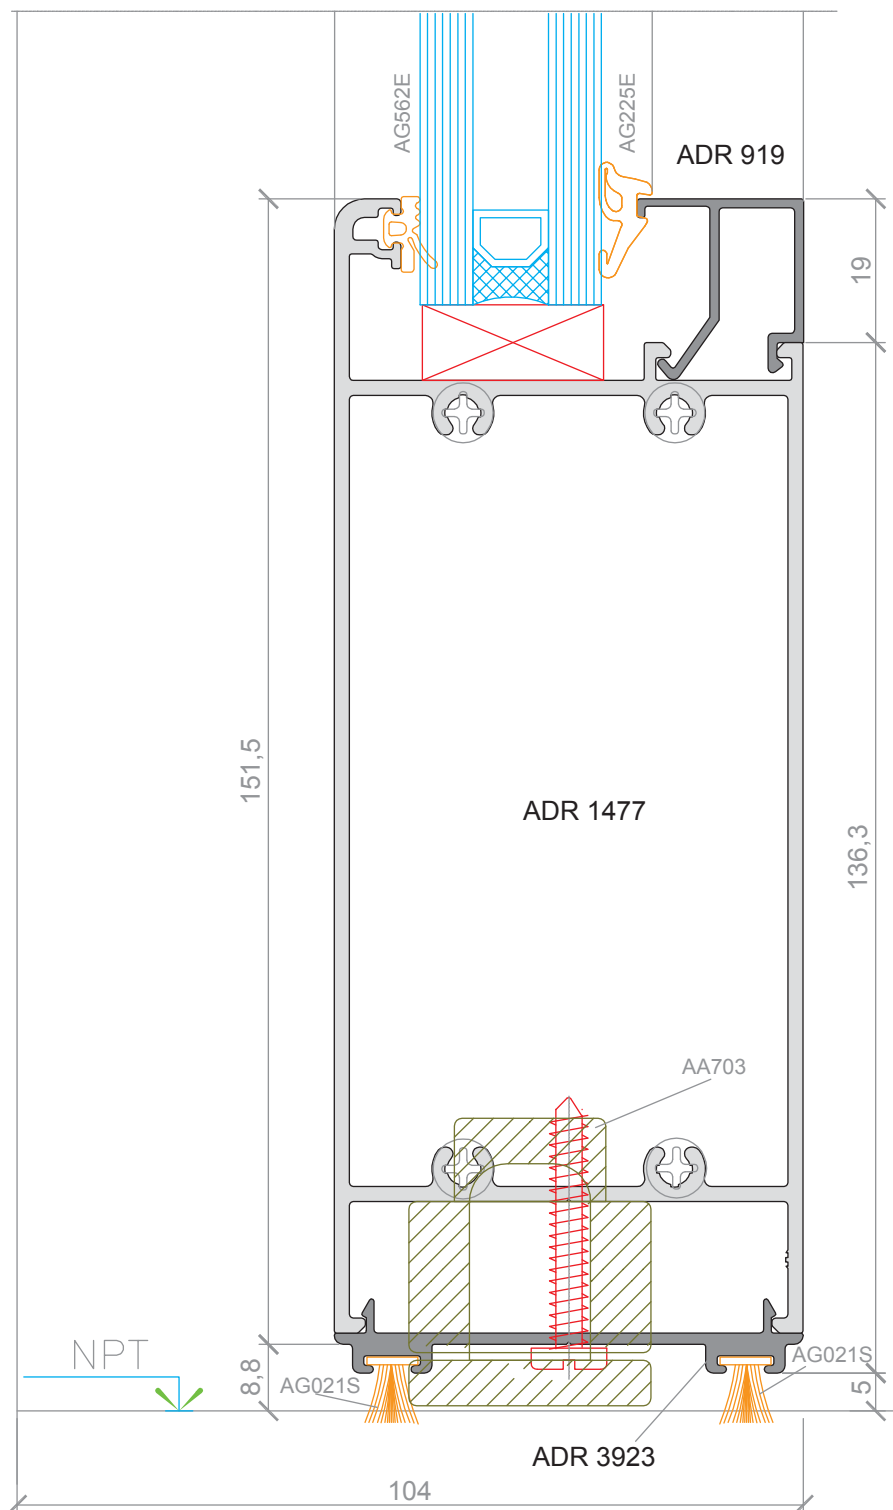 AG562E
AG225E
ADR 919
19
151,5
ADR 1477
136,3
AA703
NPT
8,8
AG021S
AG021S
5
ADR 3923
104